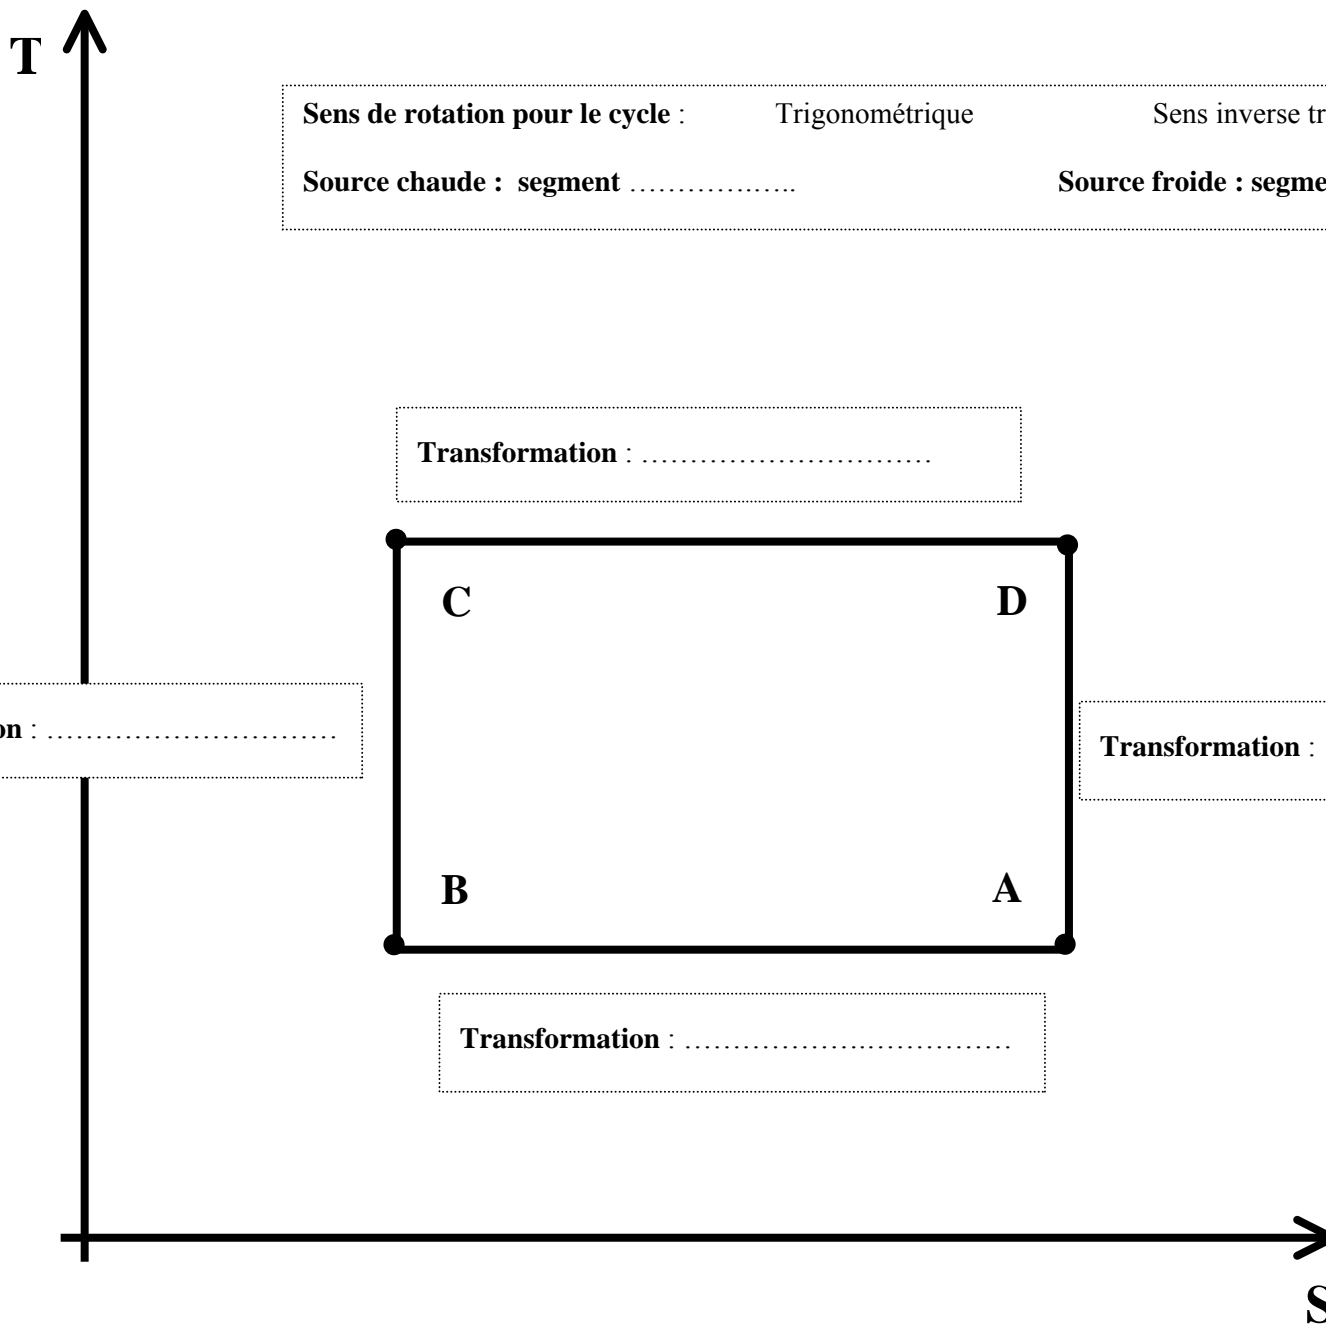 T
Sens de rotation pour le cycle : Trigonométrique Sens inverse tr
Source chaude : segment ………….….. Source froide : segme
Transformation : …………………………
C D
on : …………………………
Transformation :
B A
Transformation : ……………….……………
S